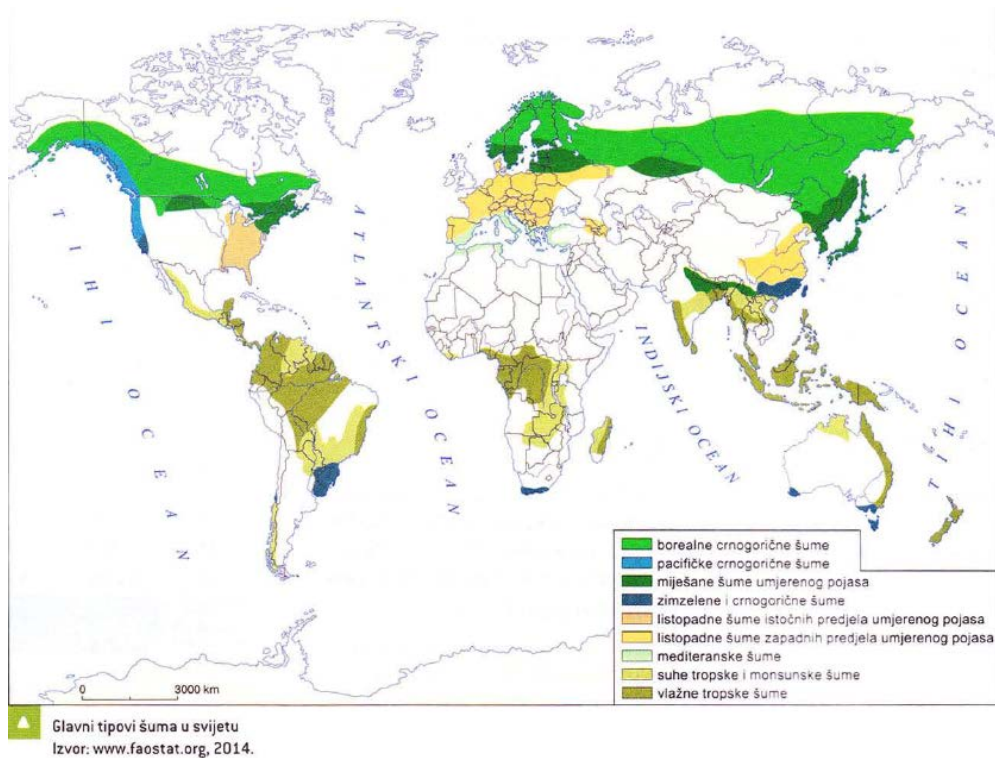 TIHI OCEAN
ATLANTSKI OCEAN
INDIJSKI OCEAN
TIHI OCEAN
borealne crnogorične šume
pacifičke crnogorične šume
miješane šume umjerenog pojasa
zimzelene i crnogorične šume
listopadne šume istočnih predjela umjerenog pojasa
listopadne šume zapadnih predjela umjerenog pojasa
mediteranske šume
suhe tropske i monsunske šume
vlažne tropske šume
0 3000 km
Glavni tipovi šuma u svijetu
Izvor: www.faostat.org, 2014.